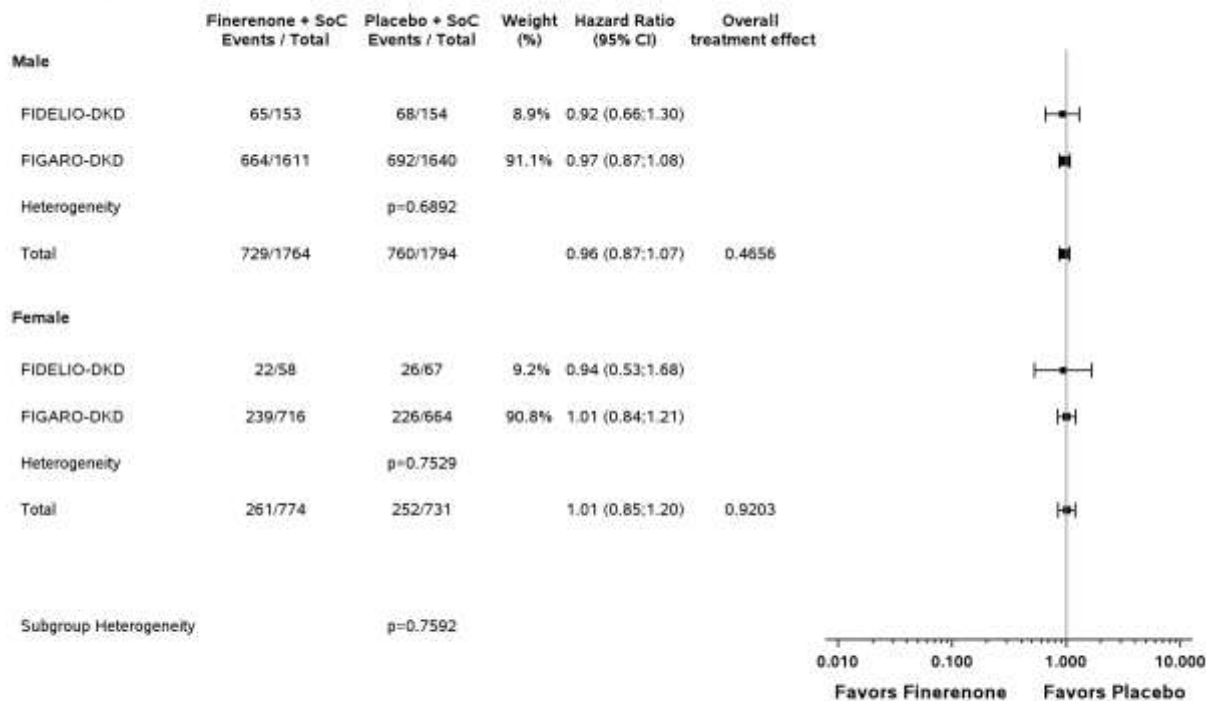 Finerenone + SoC Placebo + SoC Weight Hazard Ratio Overall
Events / Total Events / Total (%) (95% CI) treatment effect
Male
FIDELIO-DKD 65/153 68/154 8.9% 0.92 (0.66;1.30)
FIGARO-DKD 664/1611 692/1640 91.1% 0.97 (0.87;1.08)
Heterogeneity p=0.6892
Total 729/1764 760/1794 0.96 (0.87;1.07) 0.4656
Female
FIDELIO-DKD 22/58 26/67 9.2% 0.94 (0.53;1.68)
FIGARO-DKD 239/716 226/664 90.8% 1.01 (0.84;1.21)
Heterogeneity p=0.7529
Total 261/774 252/731 1.01 (0.85;1.20) 0.9203
Subgroup Heterogeneity p=0.7592
0.010 0.100 1.000 10.000
Favors Finerenone Favors Placebo